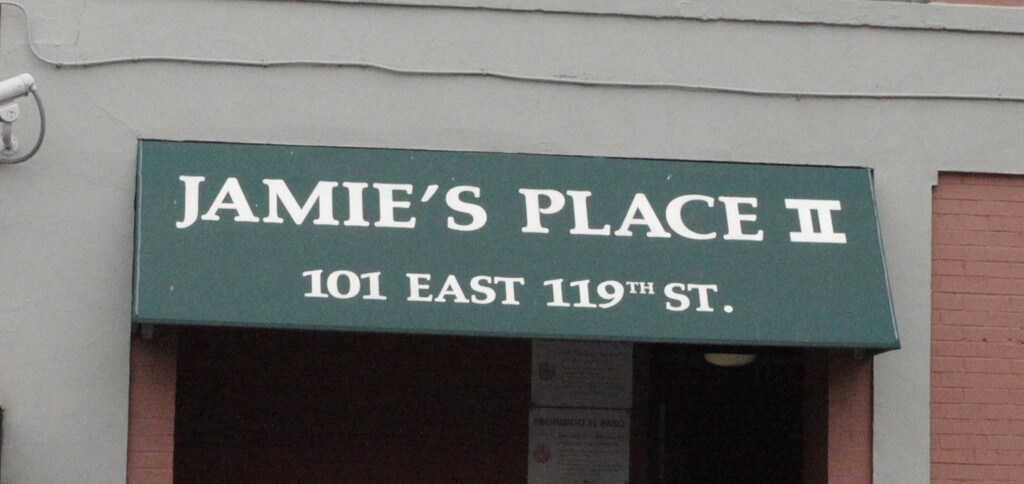 JAMIE'S PLACE II
101 EAST 119TH ST.
PROHIBIDO EL PASO